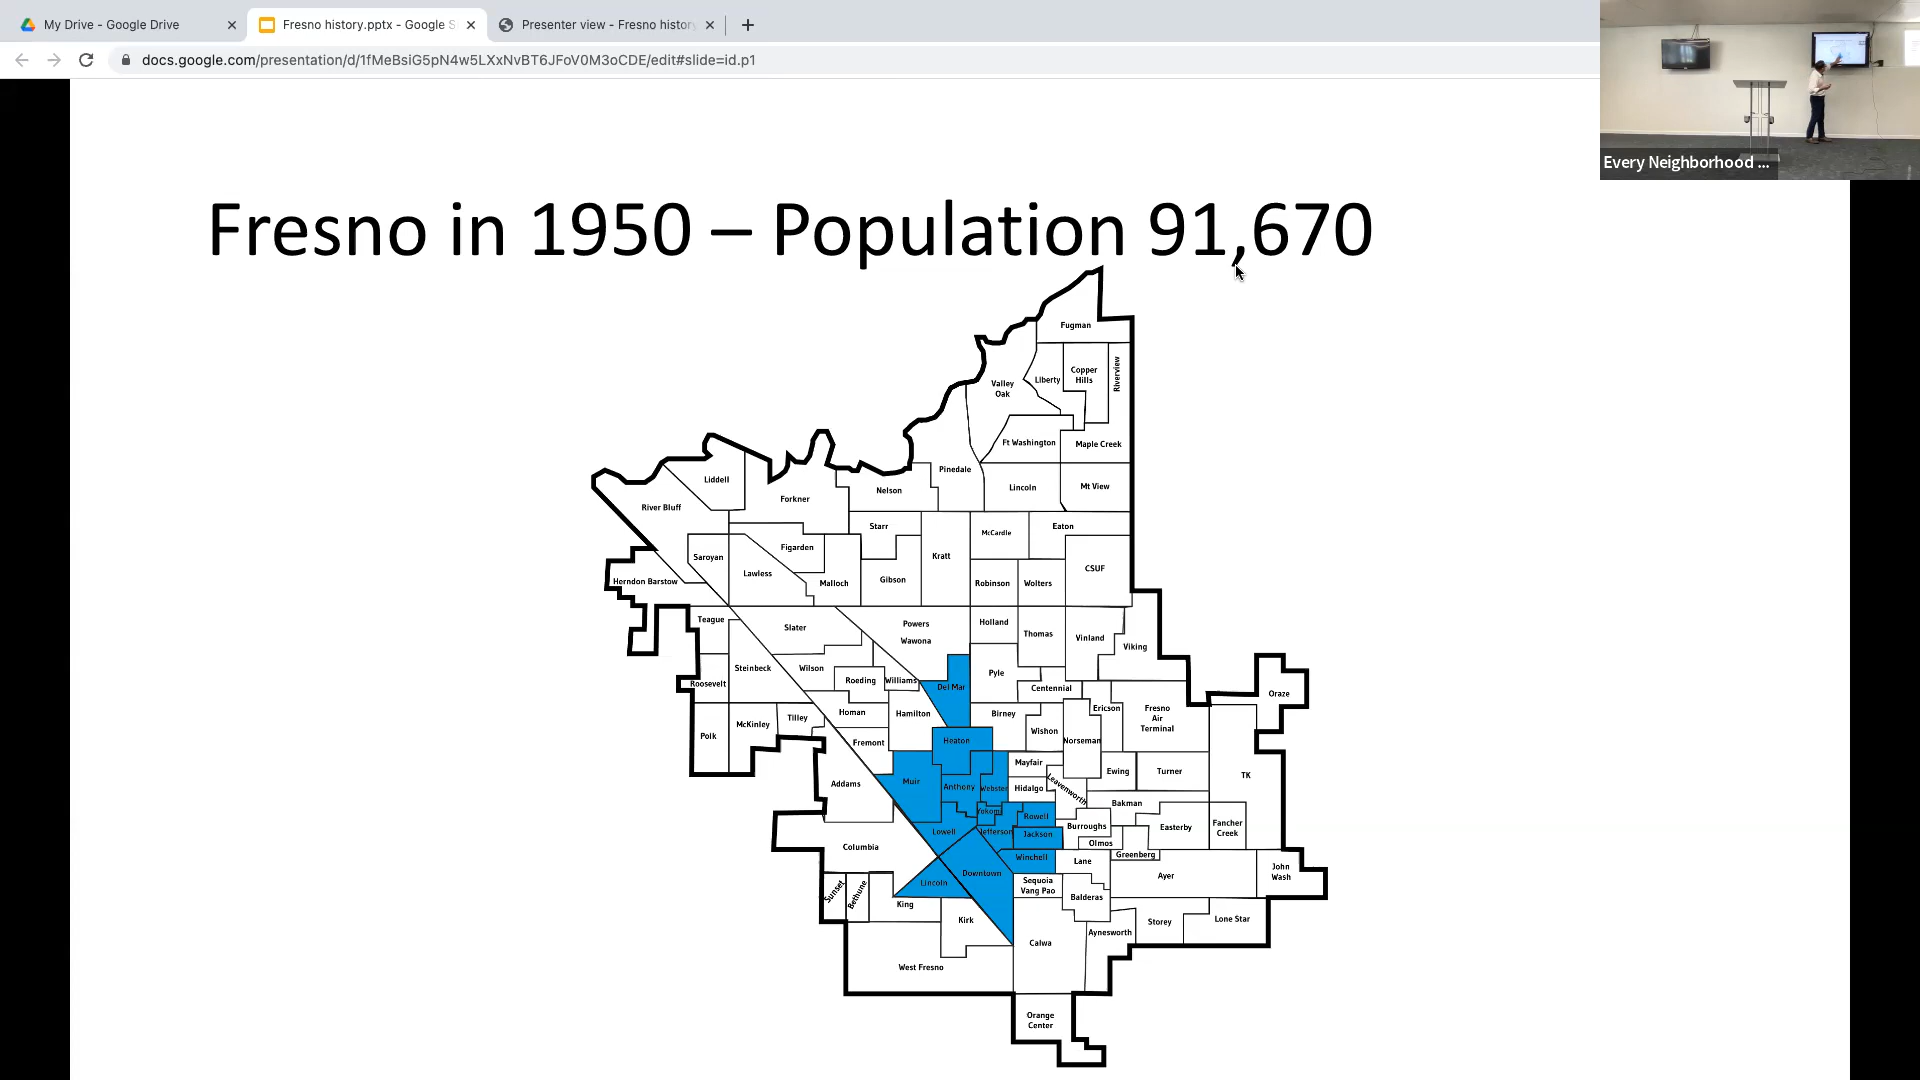 My Drive - Google Drive
Fresno history.pptx - Google S
Presenter view - Fresno history
docs.google.com/presentation/d/1fMeBsiG5pN4w5LXxNvBT6JFoV0M3oCDE/edit#slide=id.p1
Every Neighborhood ...
Fresno in 1950 – Population 91,670
Fugman
Copper Hills
Riverview
Liberty
Valley Oak
Ft Washington
Maple Creek
Pinedale
Liddell
Forkner
Nelson
Lincoln
Mt View
River Bluff
Starr
McCardle
Eaton
Figarden
Saroyan
Kratt
CSUF
Lawless
Malloch
Gibson
Robinson
Wolters
Herndon Barstow
Teague
Slater
Powers
Wawona
Holland
Thomas
Vinland
Viking
Steinbeck
Wilson
Roeding
Williams
Pyle
Roosevelt
Del Mar
Centennial
Oraze
Homan
Hamilton
Birney
Ericson
Fresno Air Terminal
McKinley
Tilley
Polk
Fremont
Heaton
Wishon
Norseman
Mayfair
Ewing
Turner
TK
Addams
Muir
Anthony
Webster
Hidalgo
Leavenworth
Bakman
Yokomi
Rowell
Lowell
Jefferson
Jackson
Burroughs
Easterby
Fancher Creek
Olmos
Columbia
Winchell
Lane
Greenberg
Downtown
Ayer
John Wash
Sunset
Bethune
Lincoln
Sequoia Vang Pao
Balderas
King
Kirk
Storey
Lone Star
Aynesworth
Calwa
West Fresno
Orange Center